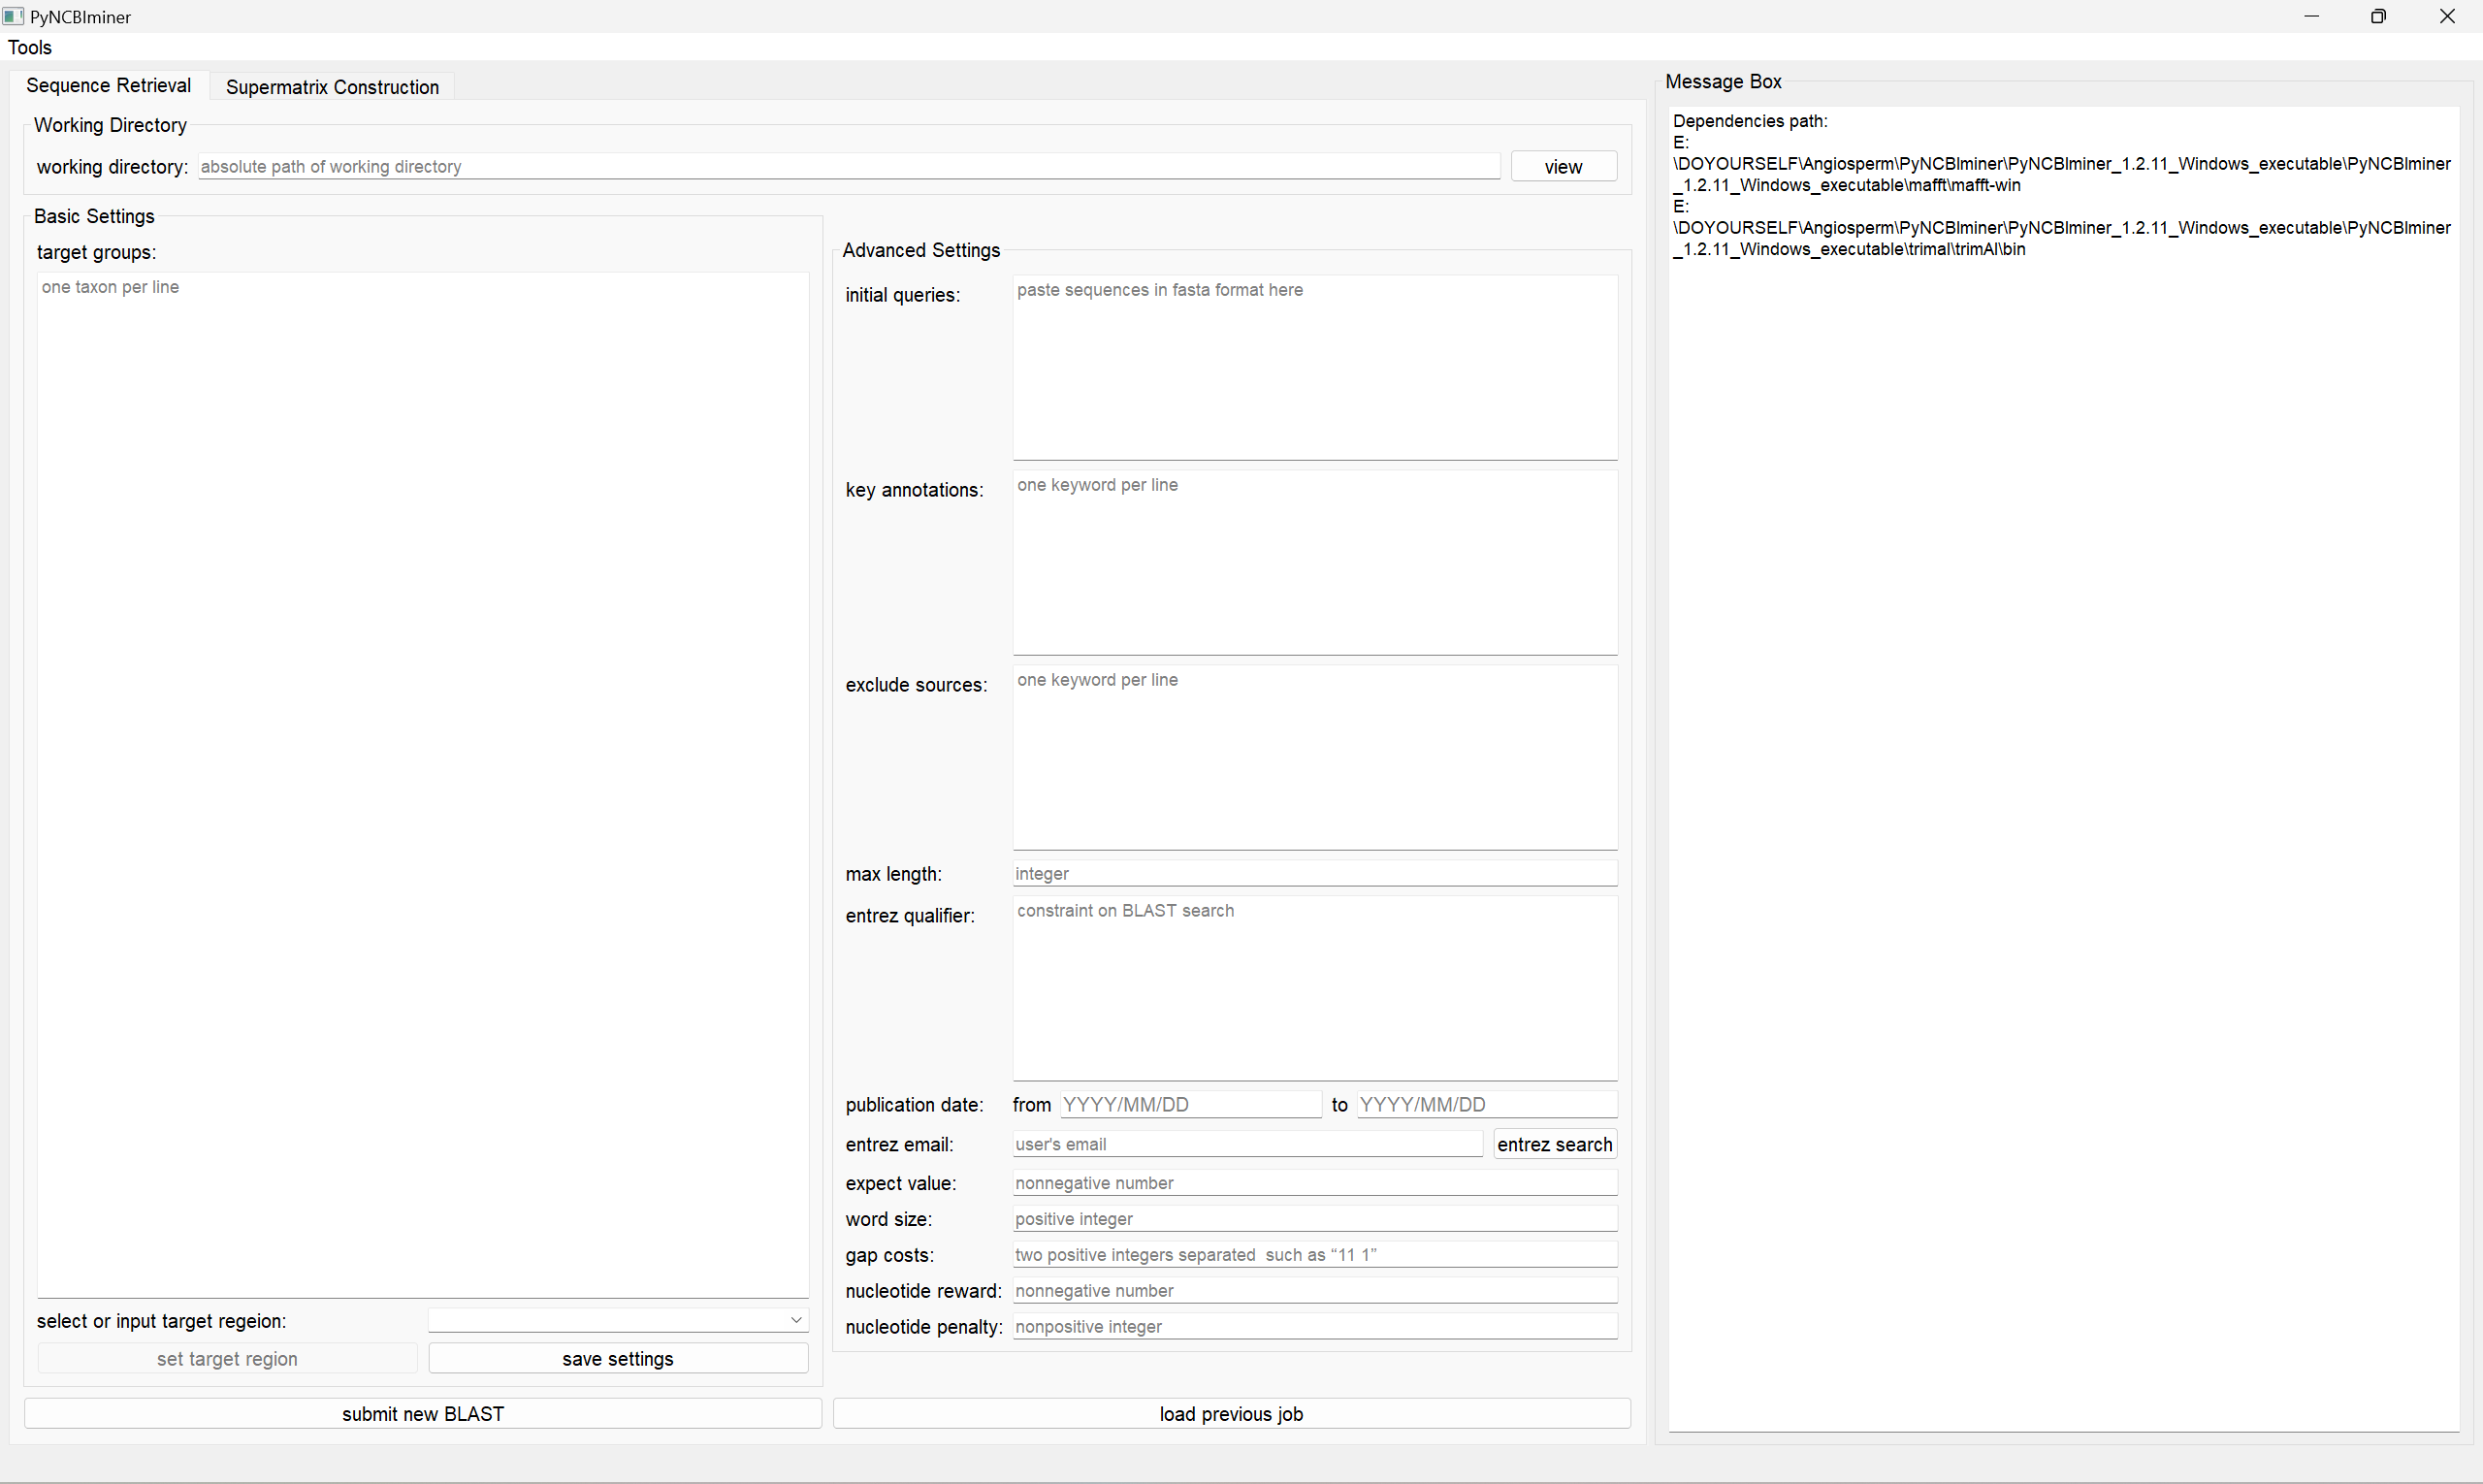 PyNCBIminer
Tools
Sequence Retrieval
Supermatrix Construction
Working Directory
working directory: absolute path of working directory view
Basic Settings
target groups:
one taxon per line
select or input target regeion:
set target region save settings
submit new BLAST
Advanced Settings
initial queries: paste sequences in fasta format here
key annotations: one keyword per line
exclude sources: one keyword per line
max length: integer
entrez qualifier: constraint on BLAST search
publication date: from YYYY/MM/DD to YYYY/MM/DD
entrez email: user's email entrez search
expect value: nonnegative number
word size: positive integer
gap costs: two positive integers separated  such as “11 1”
nucleotide reward: nonnegative number
nucleotide penalty: nonpositive integer
load previous job
Message Box
Dependencies path:
E:
\DOYOURSELF\Angiosperm\PyNCBIminer\PyNCBIminer_1.2.11_Windows_executable\PyNCBIminer
_1.2.11_Windows_executable\mafft\mafft-win
E:
\DOYOURSELF\Angiosperm\PyNCBIminer\PyNCBIminer_1.2.11_Windows_executable\PyNCBIminer
_1.2.11_Windows_executable\trimal\trimAl\bin